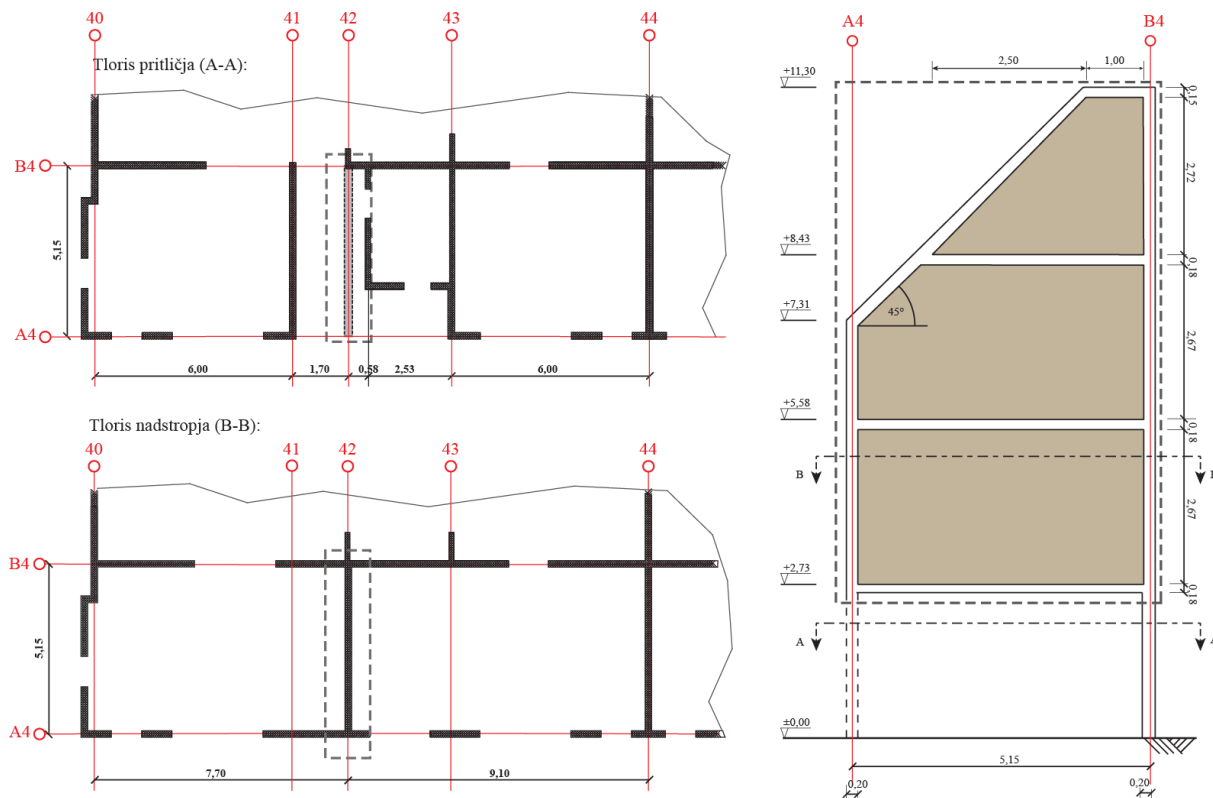 40 41 42 43 44
Tloris pritličja (A-A):
B4
5,15
A4
6,00 1,70 0,58 2,53 6,00
Tloris nadstropja (B-B):
40 41 42 43 44
B4
5,15
A4
7,70 9,10
A4 B4
2,50 1,00
+11,30
0,15
2,72
+8,43
0,18
+7,31
45°
2,67
+5,58
0,18
B
2,67
+2,73
0,18
A
±0,00
5,15
0,20 0,20